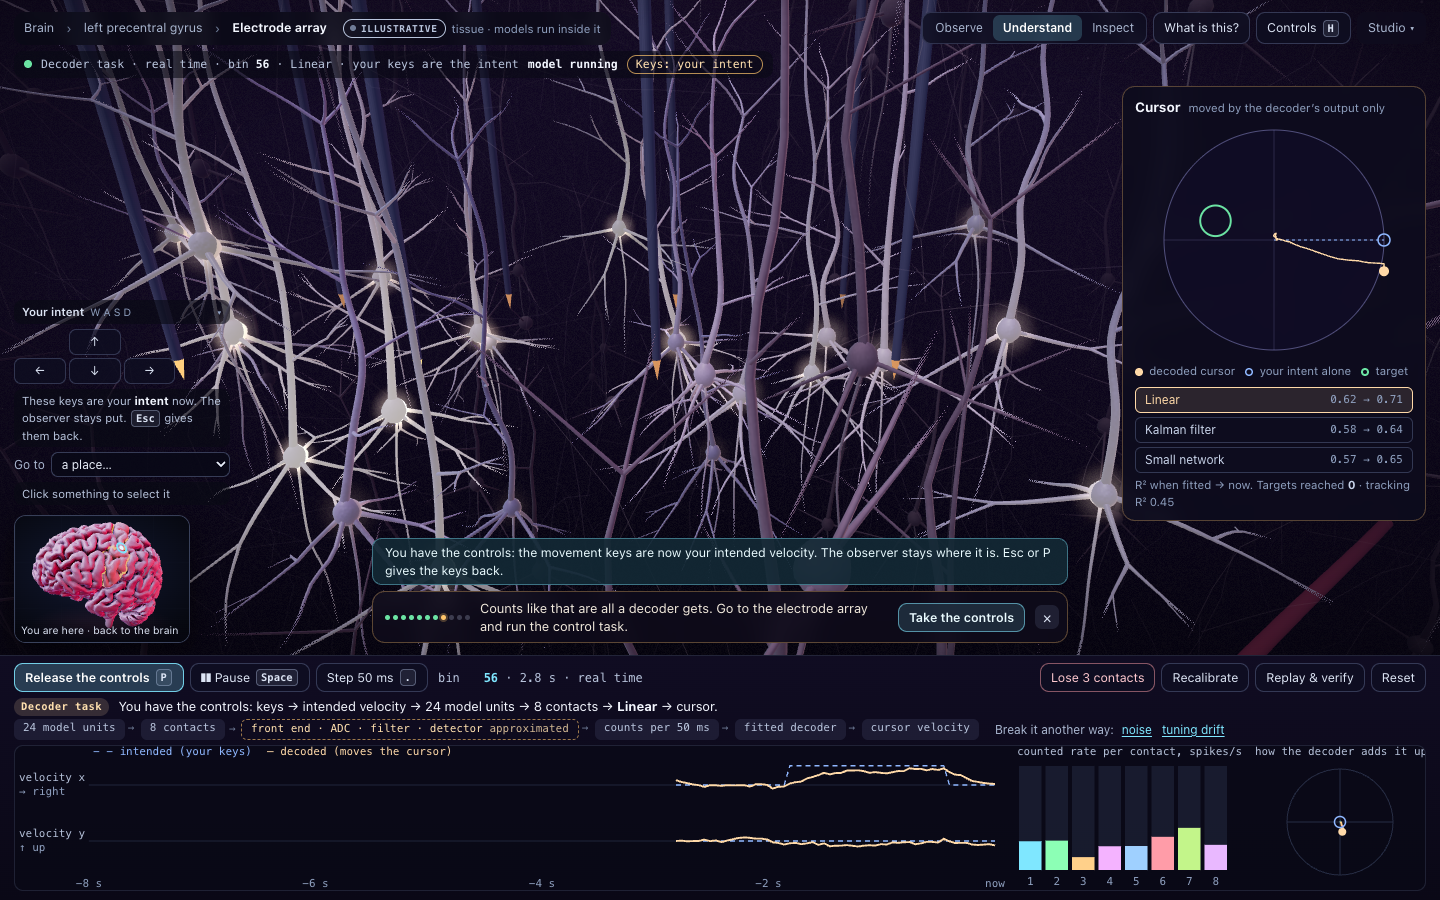 Brain › left precentral gyrus › Electrode array ILLUSTRATIVE tissue · models run inside it
Observe Understand Inspect What is this? Controls H Studio
Decoder task · real time · bin 56 · Linear · your keys are the intent model running Keys: your intent
Cursor moved by the decoder's output only
decoded cursor your intent alone target
Linear 0.62 → 0.71
Kalman filter 0.58 → 0.64
Small network 0.57 → 0.65
R² when fitted → now. Targets reached 0 · tracking
R² 0.45
Your intent WASD
↑
← ↓ →
These keys are your intent now. The
observer stays put. Esc gives
them back.
Go to a place...
Click something to select it
You are here · back to the brain
You have the controls: the movement keys are now your intended velocity. The observer stays where it is. Esc or P
gives the keys back.
Counts like that are all a decoder gets. Go to the electrode array
and run the control task.
Take the controls ×
Release the controls P Pause Space Step 50 ms . bin 56 · 2.8 s · real time
Lose 3 contacts Recalibrate Replay & verify Reset
Decoder task You have the controls: keys → intended velocity → 24 model units → 8 contacts → Linear → cursor.
24 model units → 8 contacts → front end · ADC · filter · detector approximated → counts per 50 ms → fitted decoder → cursor velocity Break it another way: noise tuning drift
– – intended (your keys) — decoded (moves the cursor)
counted rate per contact, spikes/s how the decoder adds it up
velocity x
→ right
velocity y
↑ up
−8 s −6 s −4 s −2 s now
1 2 3 4 5 6 7 8